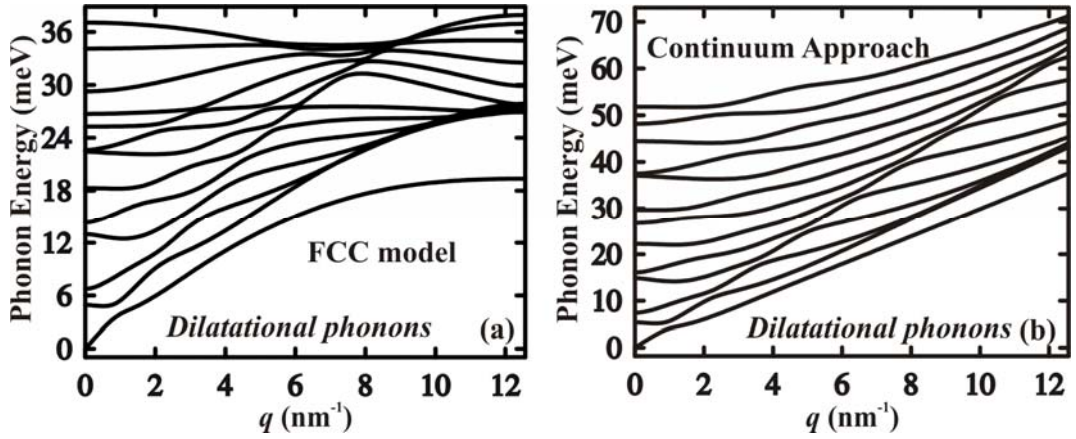 Phonon Energy (meV)
36
30
24
18
12
6
0
FCC model
Dilatational phonons (a)
0 2 4 6 8 10 12
q (nm⁻¹)
Phonon Energy (meV)
70
60
50
40
30
20
10
0
Continuum Approach
Dilatational phonons (b)
0 2 4 6 8 10 12
q (nm⁻¹)